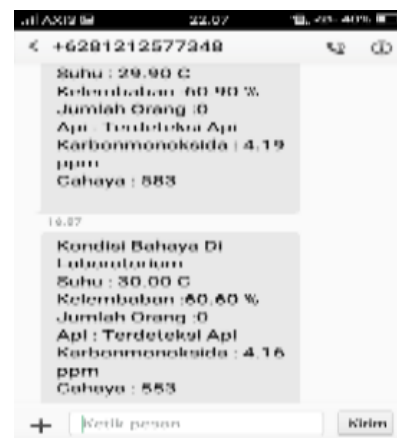 AXIS 22.07 40%
< +6281212577348
Suhu : 29.90 C
Kelembaban :60.90 %
Jumlah Orang :0
Api : Terdeteksi Api
Karbonmonoksida : 4.19
ppm
Cahaya : 583
Kondisi Bahaya Di
Laboratorium
Suhu : 30.00 C
Kelembaban :60.60 %
Jumlah Orang :0
Api : Terdeteksi Api
Karbonmonoksida : 4.16
ppm
Cahaya : 553
+ Ketik pesan Kirim